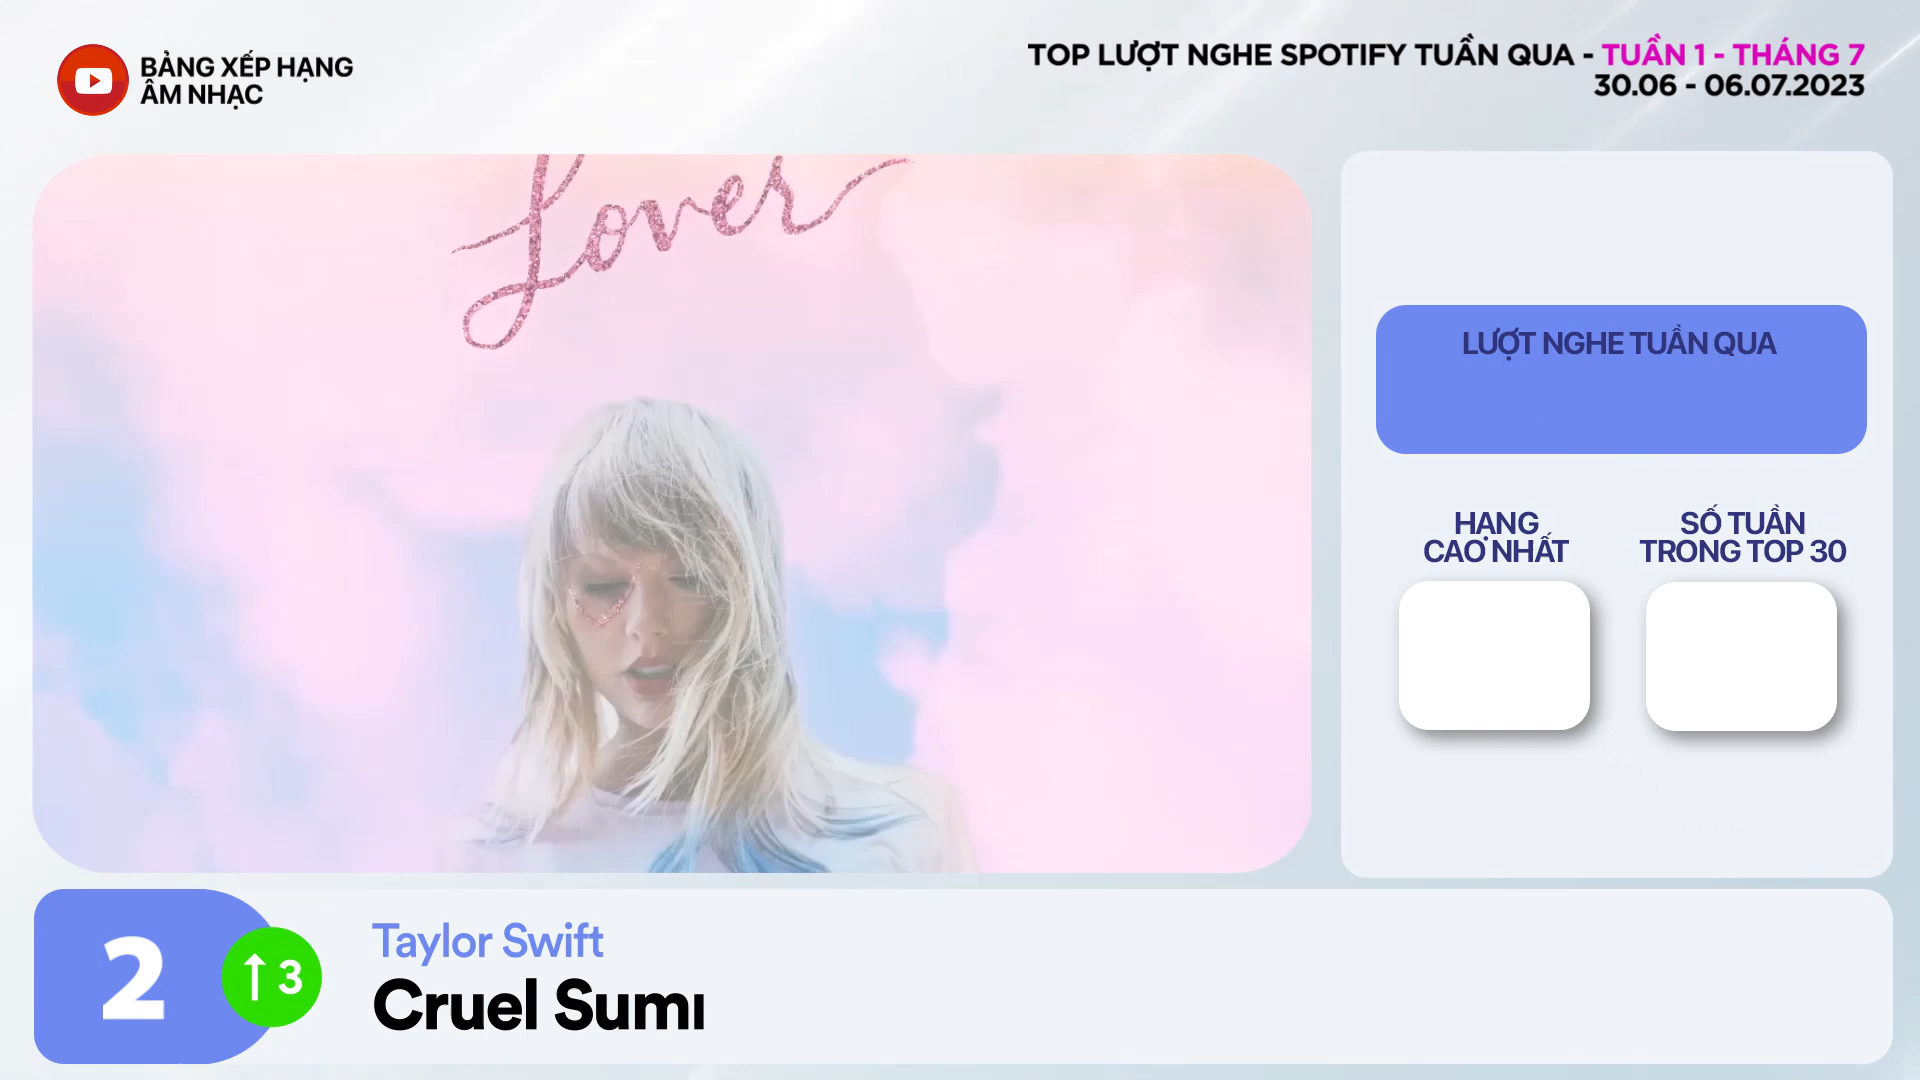 BẢNG XẾP HẠNG
ÂM NHẠC
TOP LƯỢT NGHE SPOTIFY TUẦN QUA - TUẦN 1 - THÁNG 7
30.06 - 06.07.2023
Lover
LƯỢT NGHE TUẦN QUA
HẠNG
CAO NHẤT
SỐ TUẦN
TRONG TOP 30
2
↑ 3
Taylor Swift
Cruel Sum